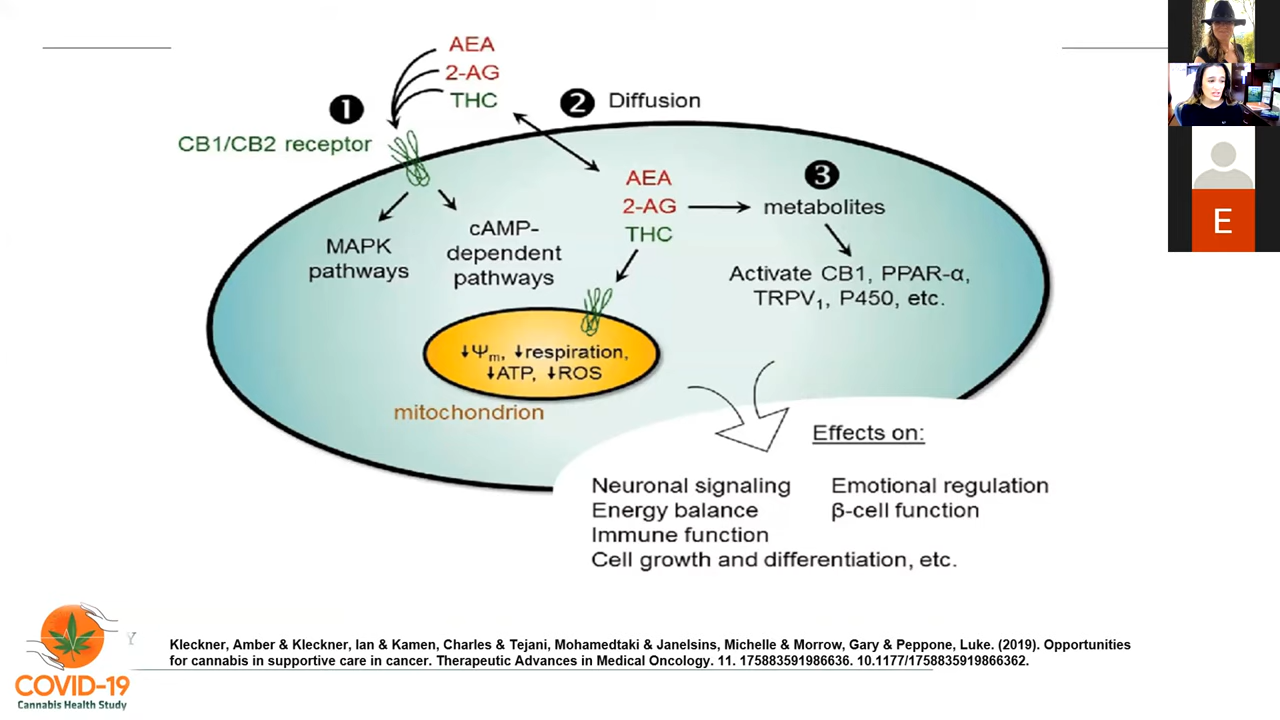 AEA
2-AG
THC
1
2 Diffusion
CB1/CB2 receptor
AEA
2-AG
THC
3
metabolites
MAPK
pathways
cAMP-
dependent
pathways
Activate CB1, PPAR-α,
TRPV₁, P450, etc.
↓Ψm, ↓respiration,
↓ATP, ↓ROS
mitochondrion
Effects on:
Neuronal signaling
Energy balance
Immune function
Cell growth and differentiation, etc.
Emotional regulation
β-cell function
E
Y
Kleckner, Amber & Kleckner, Ian & Kamen, Charles & Tejani, Mohamedtaki & Janelsins, Michelle & Morrow, Gary & Peppone, Luke. (2019). Opportunities
for cannabis in supportive care in cancer. Therapeutic Advances in Medical Oncology. 11. 175883591986636. 10.1177/1758835919866362.
COVID-19
Cannabis Health Study